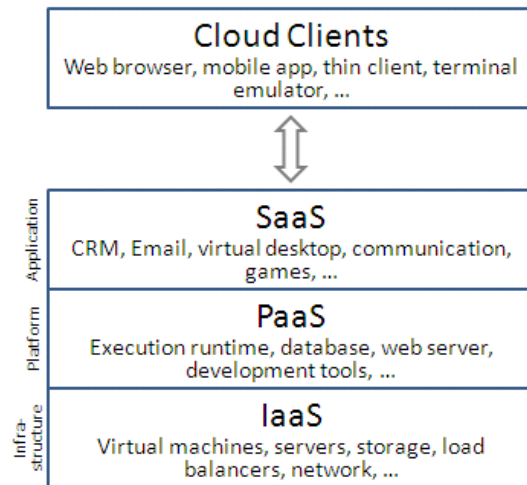 Cloud Clients
Web browser, mobile app, thin client, terminal
emulator, ...
Application
SaaS
CRM, Email, virtual desktop, communication,
games, ...
Platform
PaaS
Execution runtime, database, web server,
development tools, ...
Infra-
structure
IaaS
Virtual machines, servers, storage, load
balancers, network, ...